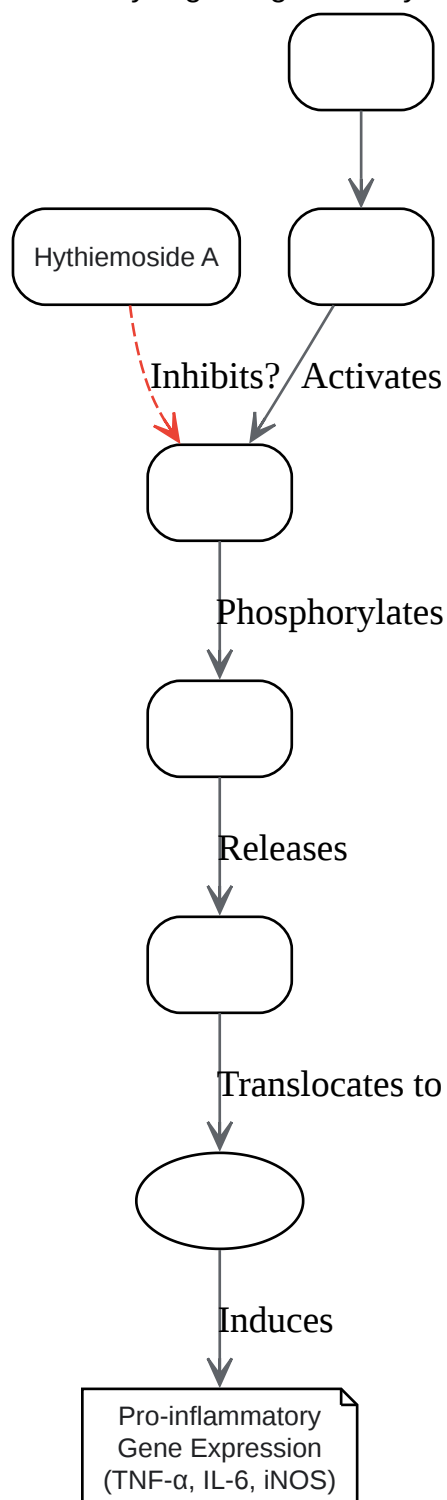 Hythiemoside A
Inhibits? Activates
Phosphorylates
Releases
Translocates to
Induces
Pro-inflammatory
Gene Expression
(TNF-α, IL-6, iNOS)